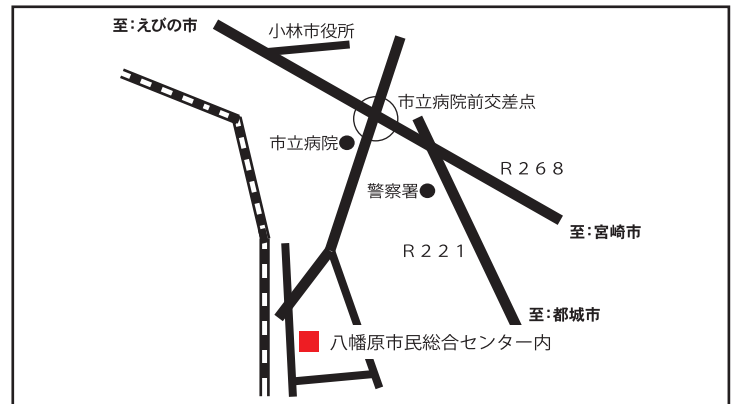 至:えびの市
小林市役所
市立病院前交差点
市立病院
R268
警察署
至:宮崎市
R221
至:都城市
八幡原市民総合センター内